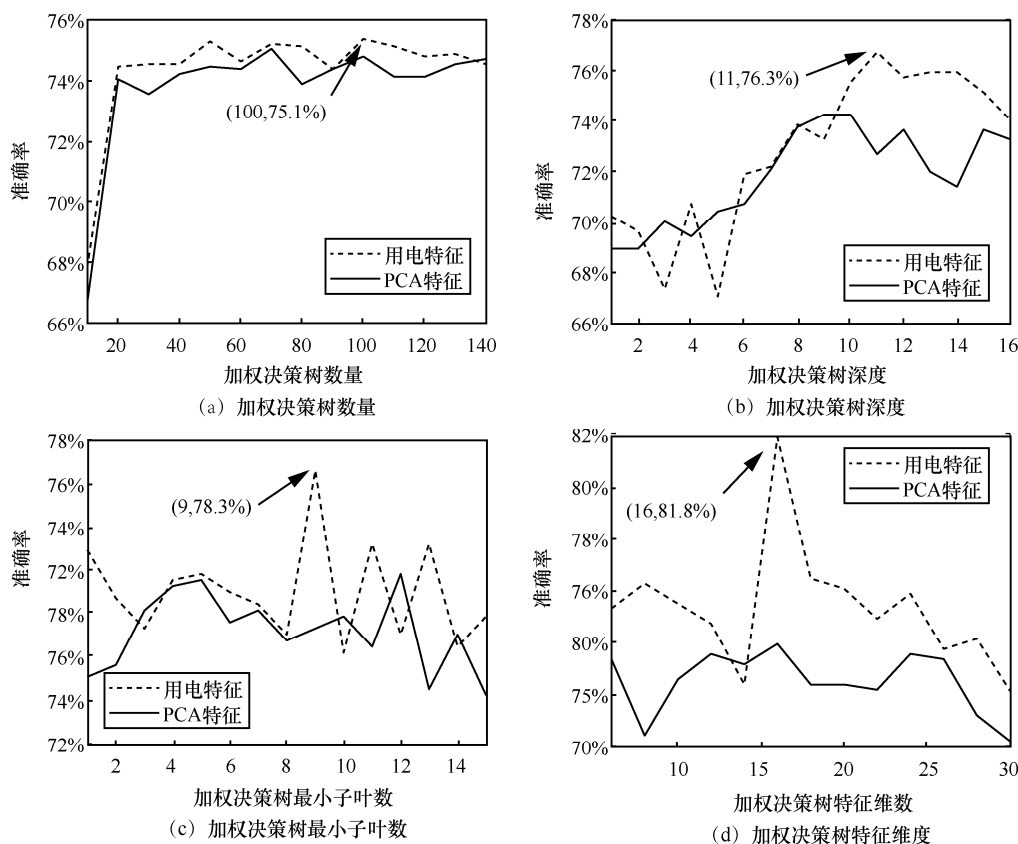 76%
74%
72%
70%
68%
66%
准确率
(100,75.1%)
用电特征
PCA特征
20 40 60 80 100 120 140
加权决策树数量
（a）加权决策树数量
78%
76%
74%
72%
70%
68%
66%
准确率
(11,76.3%)
用电特征
PCA特征
2 4 6 8 10 12 14 16
加权决策树深度
（b）加权决策树深度
78%
76%
74%
72%
78%
76%
74%
72%
准确率
(9,78.3%)
用电特征
PCA特征
2 4 6 8 10 12 14
加权决策树最小子叶数
（c）加权决策树最小子叶数
82%
80%
78%
76%
80%
75%
70%
准确率
(16,81.8%)
用电特征
PCA特征
10 15 20 25 30
加权决策树特征维数
（d）加权决策树特征维度